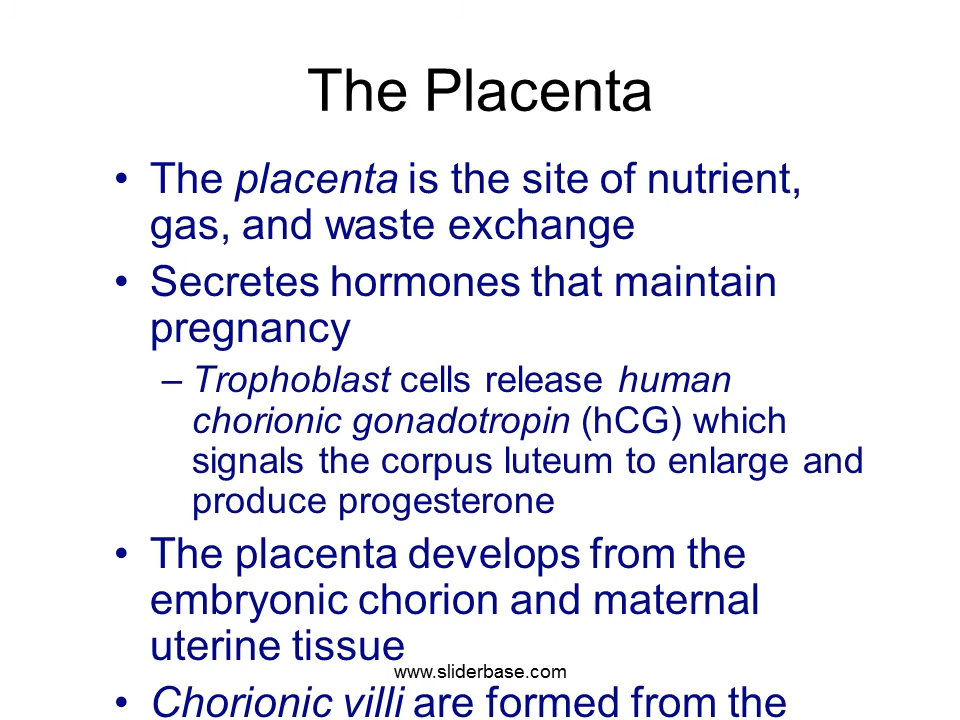 The Placenta
• The placenta is the site of nutrient,
gas, and waste exchange
• Secretes hormones that maintain
pregnancy
– Trophoblast cells release human
chorionic gonadotropin (hCG) which
signals the corpus luteum to enlarge and
produce progesterone
• The placenta develops from the
embryonic chorion and maternal
uterine tissue
www.sliderbase.com
• Chorionic villi are formed from the